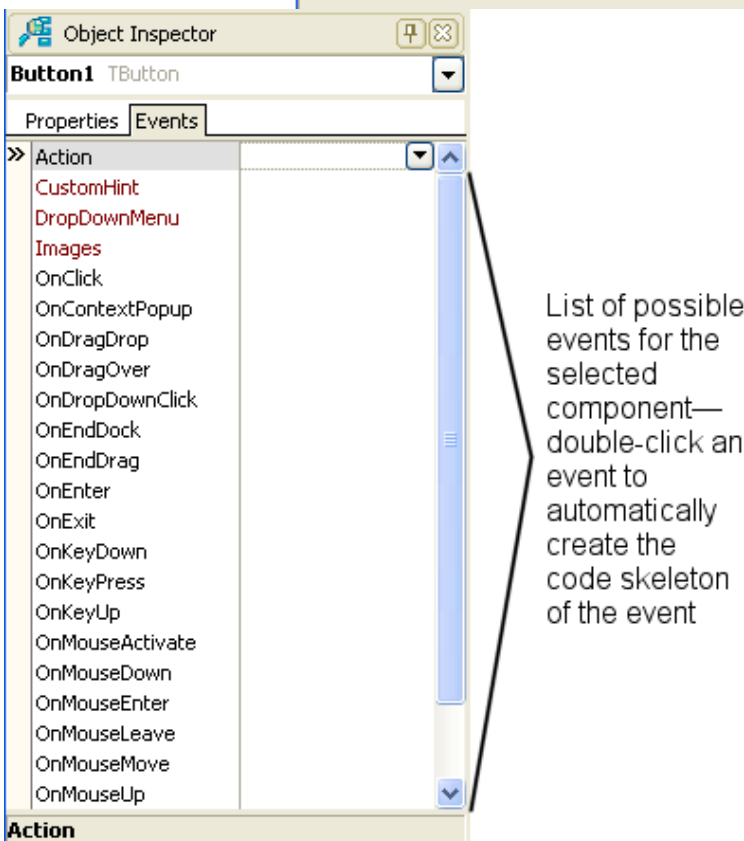 Object Inspector
Button1 TButton
Properties Events
Action
CustomHint
DropDownMenu
Images
OnClick
OnContextPopup
OnDragDrop
OnDragOver
OnDropDownClick
OnEndDock
OnEndDrag
OnEnter
OnExit
OnKeyDown
OnKeyPress
OnKeyUp
OnMouseActivate
OnMouseDown
OnMouseEnter
OnMouseLeave
OnMouseMove
OnMouseUp
Action
List of possible
events for the
selected
component—
double-click an
event to
automatically
create the
code skeleton
of the event